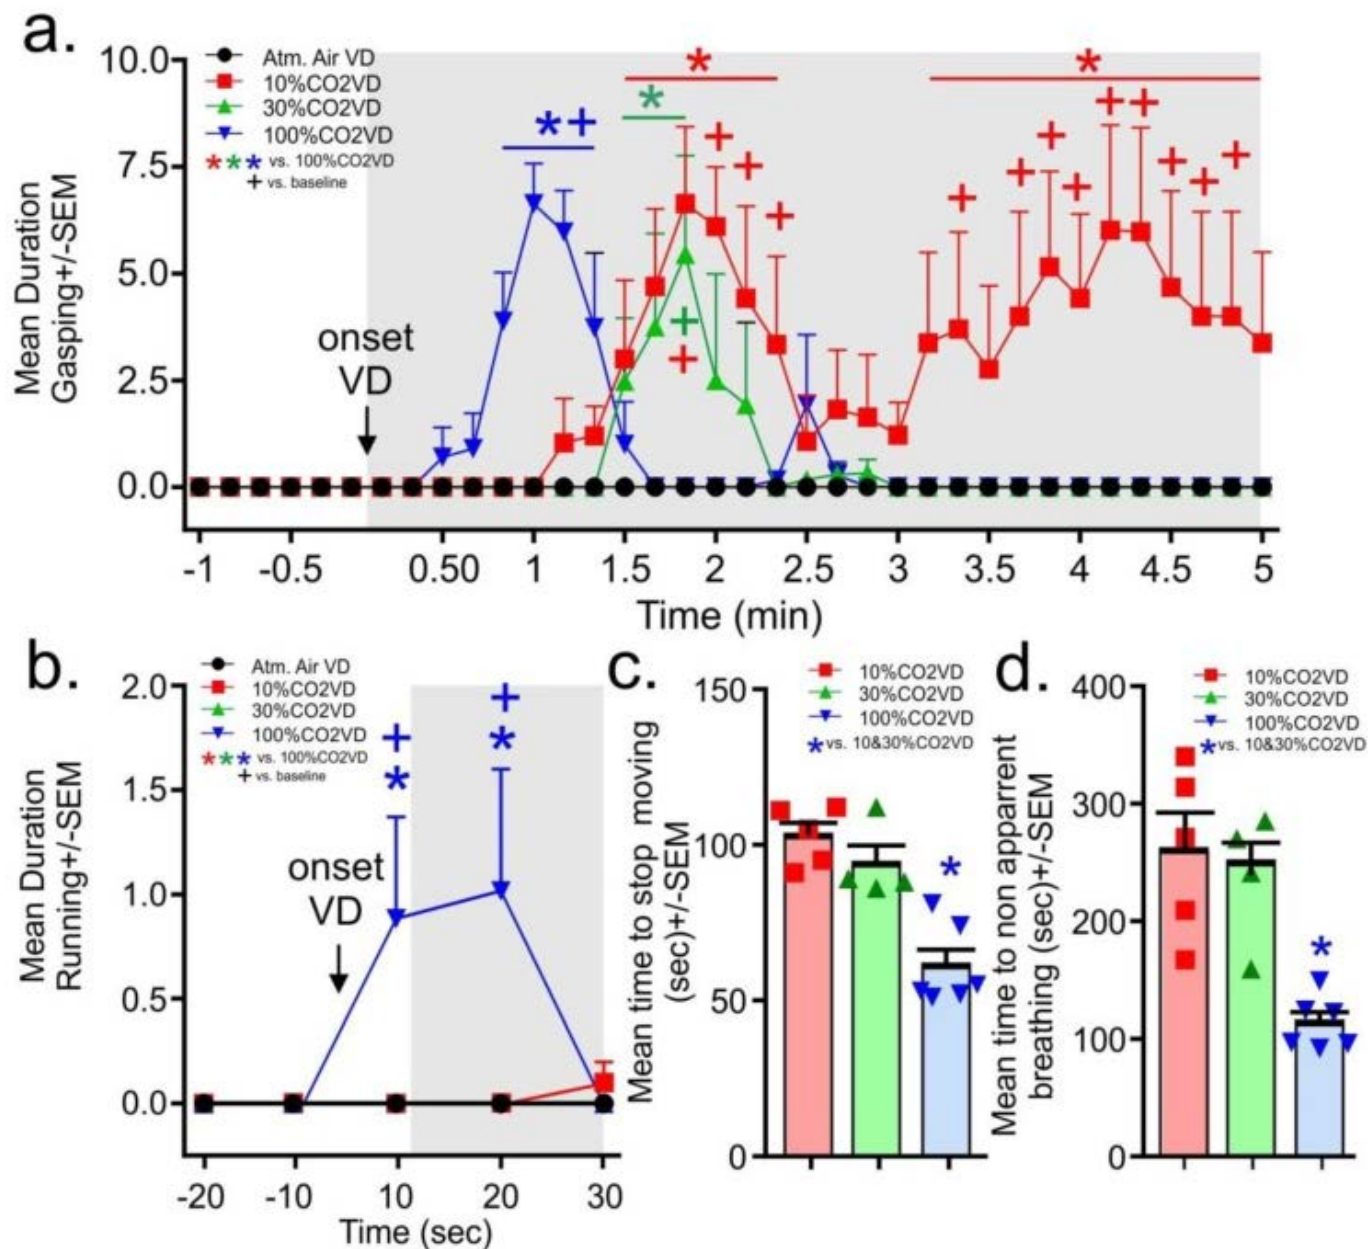 a.
Mean Duration
Gasping+/-SEM
10.0
7.5
5.0
2.5
0.0
Atm. Air VD
10%CO2VD
30%CO2VD
100%CO2VD
* * * vs. 100%CO2VD
+ vs. baseline
* +
*
*
*
+ + +
+ +
+ + + + + + + + +
onset
VD
-1 -0.5 0.50 1 1.5 2 2.5 3 3.5 4 4.5 5
Time (min)
b.
Mean Duration
Running+/-SEM
2.0
1.5
1.0
0.5
0.0
Atm. Air VD
10%CO2VD
30%CO2VD
100%CO2VD
* * * vs. 100%CO2VD
+ vs. baseline
+
*
+
*
onset
VD
-20 -10 10 20 30
Time (sec)
c.
Mean time to stop moving
(sec)+/-SEM
150
100
50
0
10%CO2VD
30%CO2VD
100%CO2VD
* vs. 10&30%CO2VD
*
d.
Mean time to non apparent
breathing (sec)+/-SEM
400
300
200
100
0
10%CO2VD
30%CO2VD
100%CO2VD
* vs. 10&30%CO2VD
*